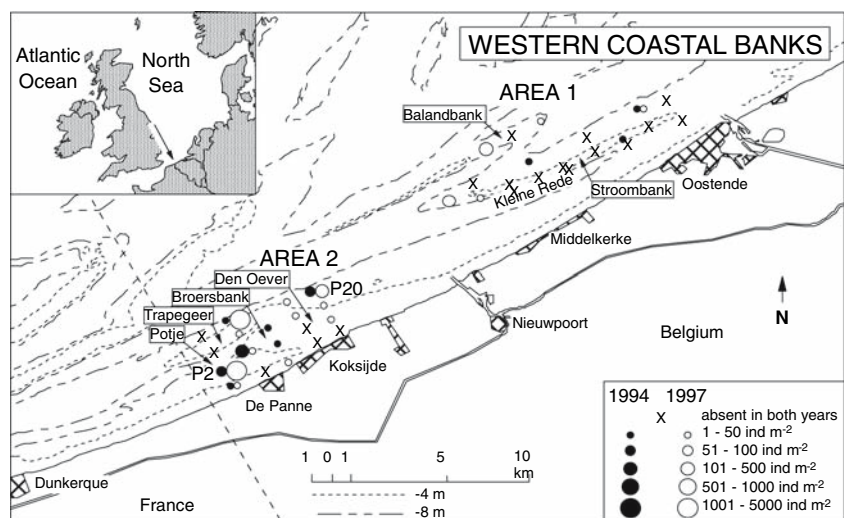 Atlantic
Ocean
North
Sea
WESTERN COASTAL BANKS
AREA 1
Balandbank
x
x
x
x
x
x
x
x
x
x
x
x
x
Kleine Rede
Stroombank
Oostende
Middelkerke
AREA 2
Den Oever
P20
Broersbank
Trapegeer
Potje
x
x
x
x
x
x
Nieuwpoort
Belgium
N
P2
Koksijde
De Panne
Dunkerque
France
1 0 1 5 10
km
-4 m
-8 m
1994 1997
x absent in both years
1 - 50 ind m-2
51 - 100 ind m-2
101 - 500 ind m-2
501 - 1000 ind m-2
1001 - 5000 ind m-2